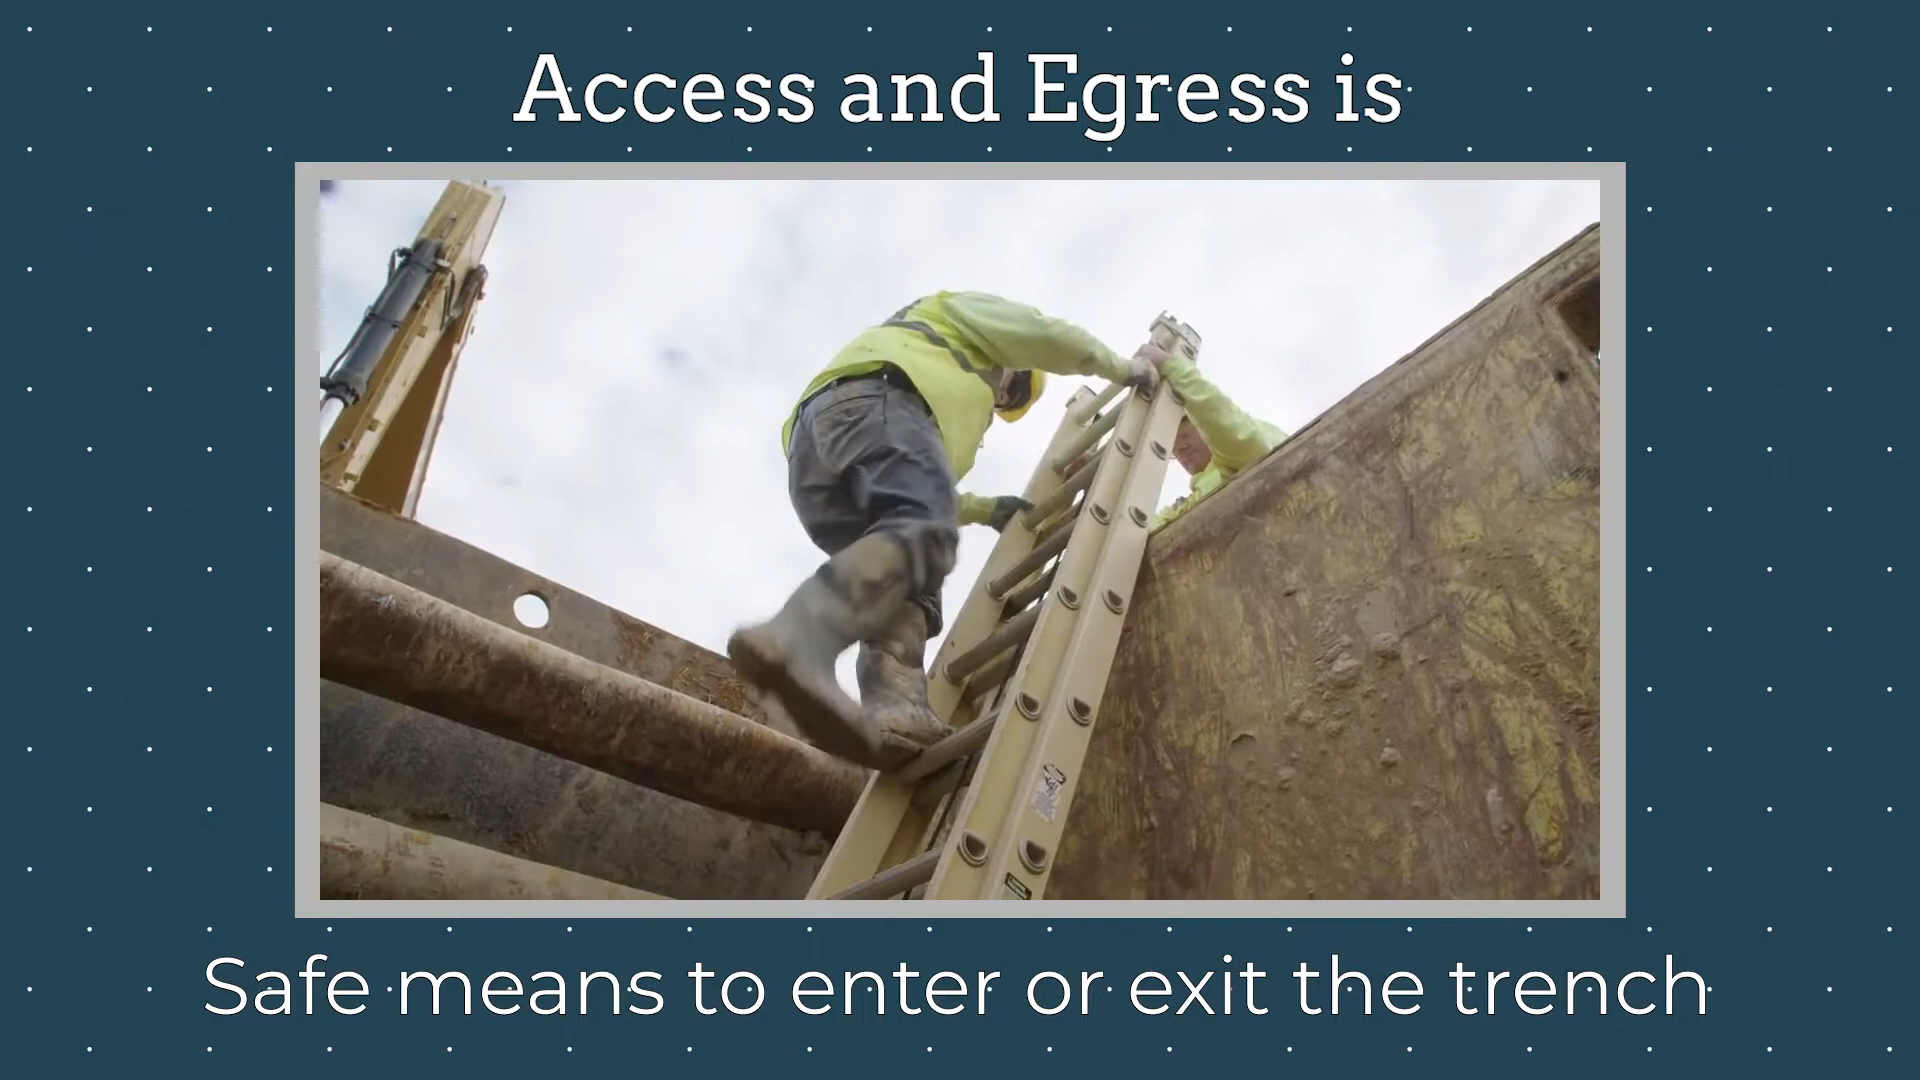 Access and Egress is
Safe means to enter or exit the trench